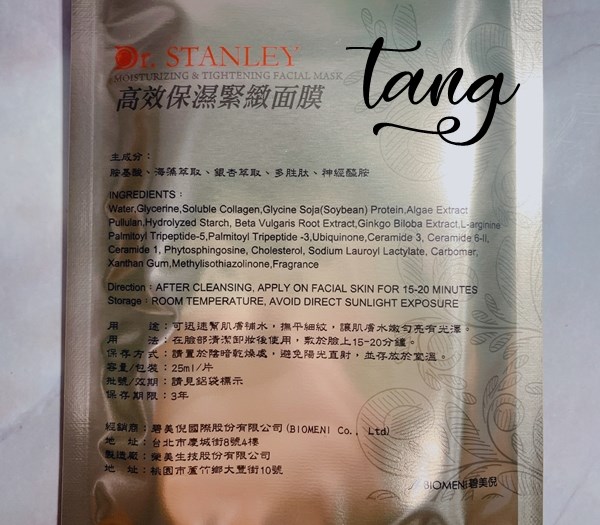 Dr. STANLEY
tang
MOISTURIZING & TIGHTENING FACIAL MASK
高效保濕緊緻面膜
主成分：
胺基酸、海藻萃取、銀杏萃取、多胜肽、神經醯胺
INGREDIENTS：
Water,Glycerine,Soluble Collagen,Glycine Soja(Soybean) Protein,Algae Extract
Pullulan,Hydrolyzed Starch, Beta Vulgaris Root Extract,Ginkgo Biloba Extract,L-arginine
Palmitoyl Tripeptide-5,Palmitoyl Tripeptide -3,Ubiquinone,Ceramide 3, Ceramide 6-II,
Ceramide 1, Phytosphingosine, Cholesterol, Sodium Lauroyl Lactylate, Carbomer,
Xanthan Gum,Methylisothiazolinone,Fragrance
Direction：AFTER CLEANSING, APPLY ON FACIAL SKIN FOR 15-20 MINUTES
Storage：ROOM TEMPERATURE, AVOID DIRECT SUNLIGHT EXPOSURE
用 途：可迅速幫肌膚補水，撫平細紋，讓肌膚水嫩勻亮有光澤。
用 法：在臉部清潔卸妝後使用，敷於臉上15-20分鐘。
保存方式：請置於陰暗乾燥處，避免陽光直射，並存放於室溫。
容量/包裝：25ml/片
批號/效期：請見鋁袋標示
保存期限：3年
經銷商：碧美倪國際股份有限公司(BIOMENI Co., Ltd)
地 址：台北市慶城街8號4樓
製造廠：榮美生技股份有限公司
地 址：桃園市蘆竹鄉大豐街10號
BIOMENI碧美倪